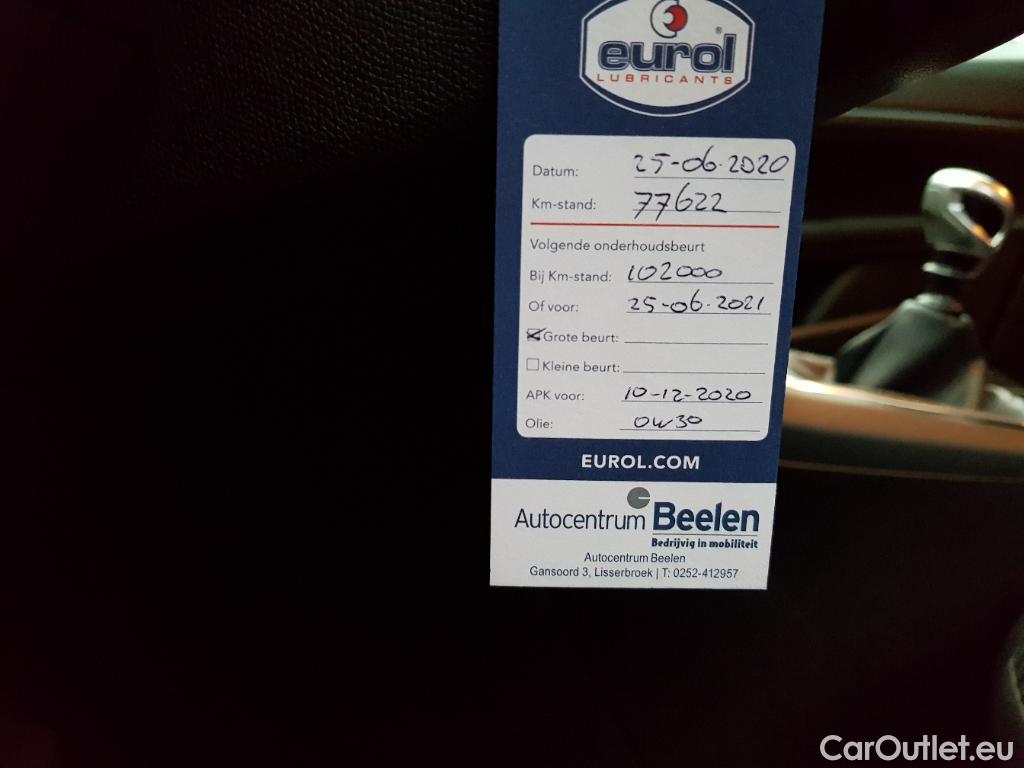 eurol®
LUBRICANTS
Datum: 25-06-2020
Km-stand: 77622
Volgende onderhoudsbeurt
Bij Km-stand: 102000
Of voor: 25-06-2021
Grote beurt:
Kleine beurt:
APK voor: 10-12-2020
Olie: 0W30
EUROL.COM
Autocentrum Beelen
Bedrijvig in mobiliteit
Autocentrum Beelen
Gansoord 3, Lisserbroek | T: 0252-412957
CarOutlet.eu